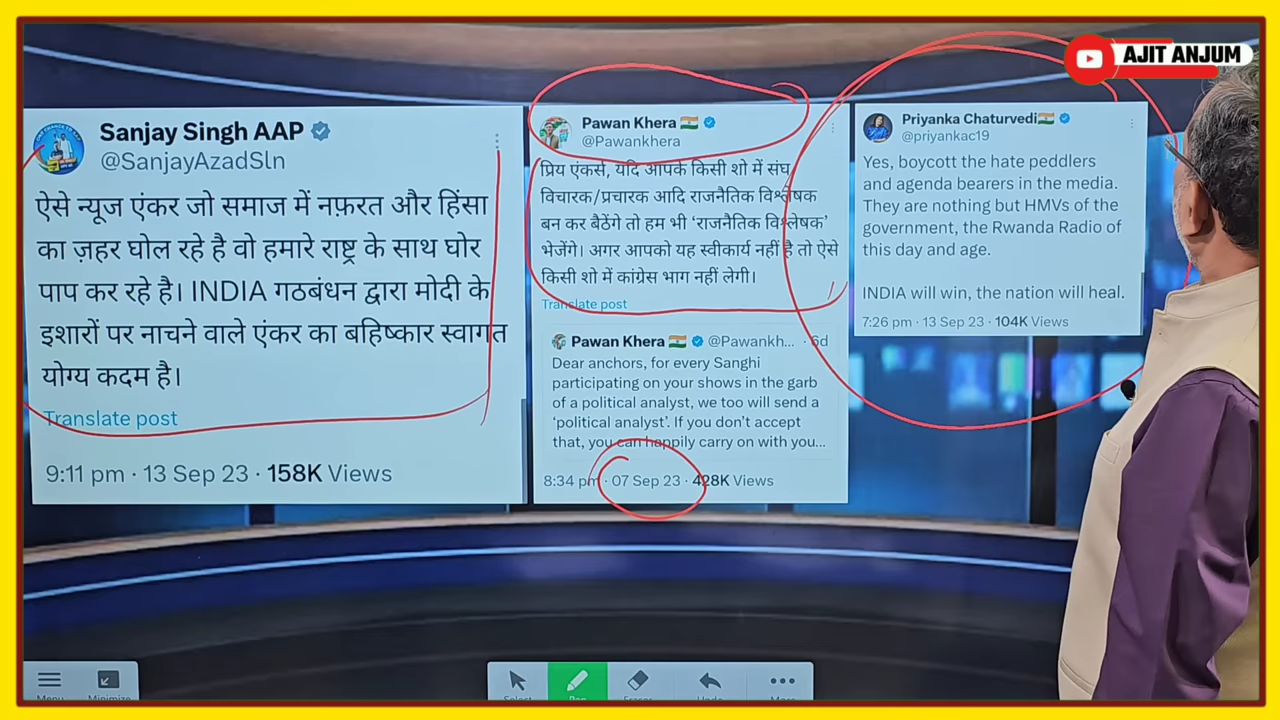 AJIT ANJUM
Sanjay Singh AAP
@SanjayAzadSln
ऐसे न्यूज एंकर जो समाज में नफ़रत और हिंसा
का ज़हर घोल रहे है वो हमारे राष्ट्र के साथ घोर
पाप कर रहे है। INDIA गठबंधन द्वारा मोदी के
इशारों पर नाचने वाले एंकर का बहिष्कार स्वागत
योग्य कदम है।
Translate post
9:11 pm · 13 Sep 23 · 158K Views
Pawan Khera
@Pawankhera
प्रिय एंकर्स, यदि आपके किसी शो में संघ
विचारक/प्रचारक आदि राजनैतिक विश्लेषक
बन कर बैठेंगे तो हम भी ‘राजनैतिक विश्लेषक’
भेजेंगे। अगर आपको यह स्वीकार्य नहीं है तो ऐसे
किसी शो में कांग्रेस भाग नहीं लेगी।
Translate post
Pawan Khera @Pawankh... · 6d
Dear anchors, for every Sanghi
participating on your shows in the garb
of a political analyst, we too will send a
‘political analyst’. If you don’t accept
that, you can happily carry on with you...
8:34 pm · 07 Sep 23 · 428K Views
Priyanka Chaturvedi
@priyankac19
Yes, boycott the hate peddlers
and agenda bearers in the media.
They are nothing but HMVs of the
government, the Rwanda Radio of
this day and age.
INDIA will win, the nation will heal.
7:26 pm · 13 Sep 23 · 104K Views
Menu Minimize Select Pen Eraser Undo More